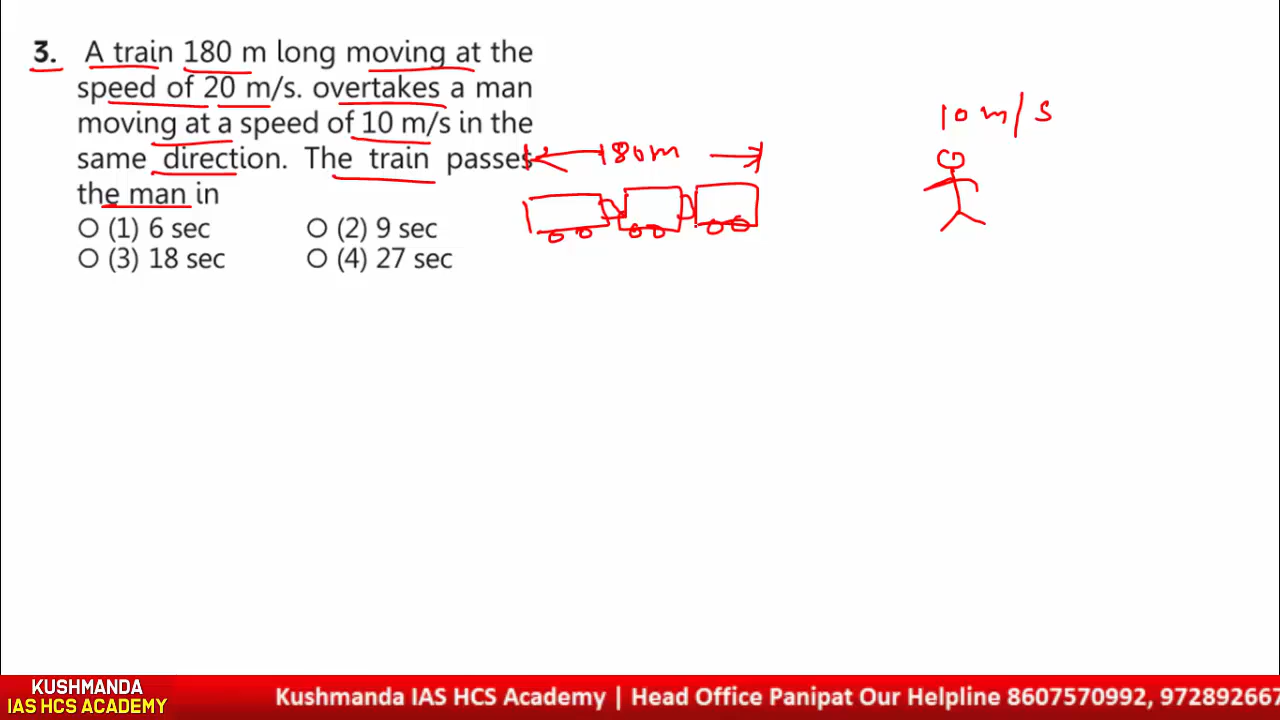 3. A train 180 m long moving at the
speed of 20 m/s. overtakes a man
moving at a speed of 10 m/s in the
same direction. The train passes
the man in
O (1) 6 sec O (2) 9 sec
O (3) 18 sec O (4) 27 sec
180m
10 m/s
KUSHMANDA
IAS HCS ACADEMY
Kushmanda IAS HCS Academy | Head Office Panipat Our Helpline 8607570992, 972892667